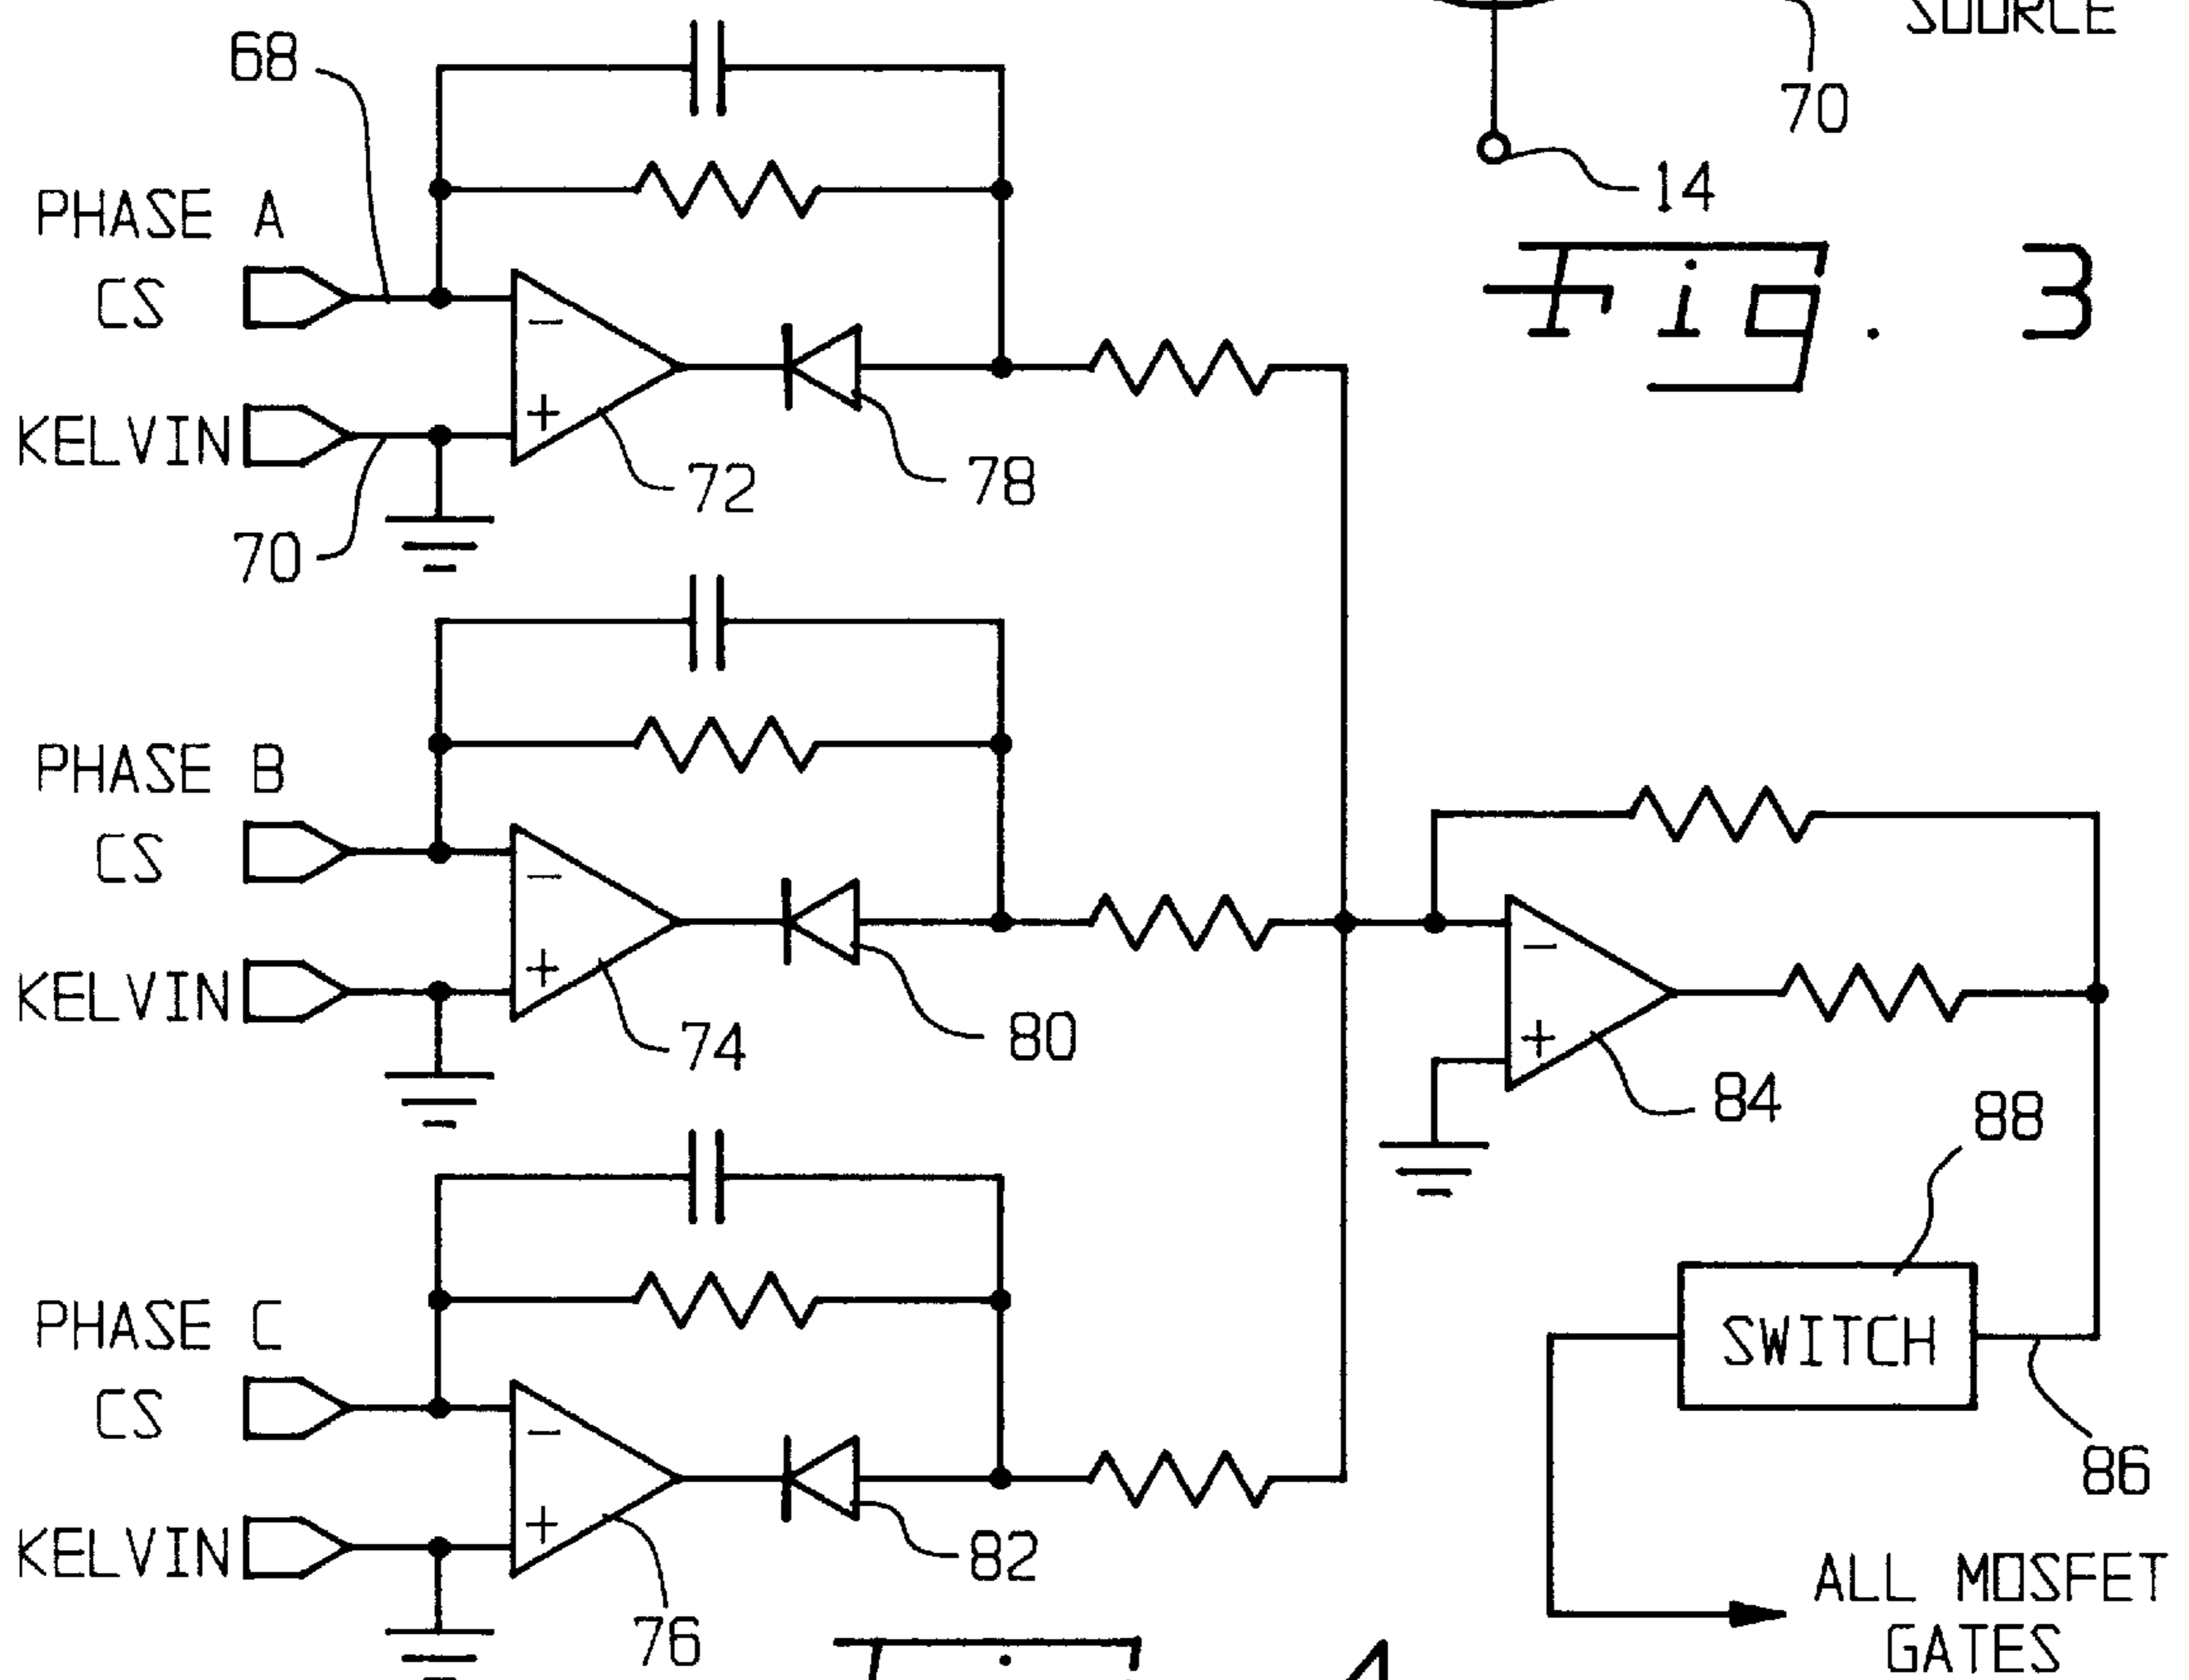 SOURCE
68
70
14
PHASE A
CS
Fig. 3
KELVIN
72
78
70
PHASE B
CS
KELVIN
74
80
84
88
PHASE C
CS
SWITCH
86
KELVIN
82
76
ALL MOSFET
GATES